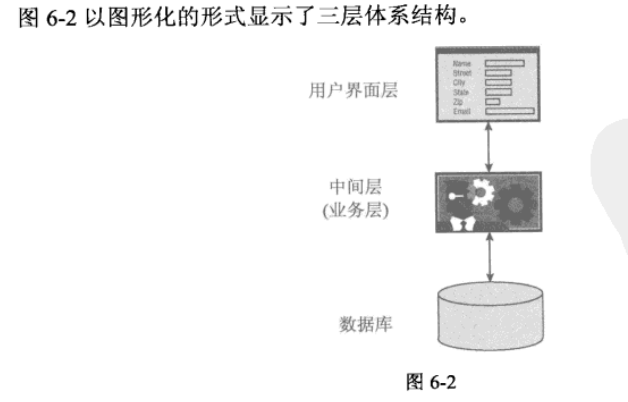 图 6-2 以图形化的形式显示了三层体系结构。
用户界面层
Name
Street
City
State
Zip
Email
中间层
(业务层)
数据库
图 6-2